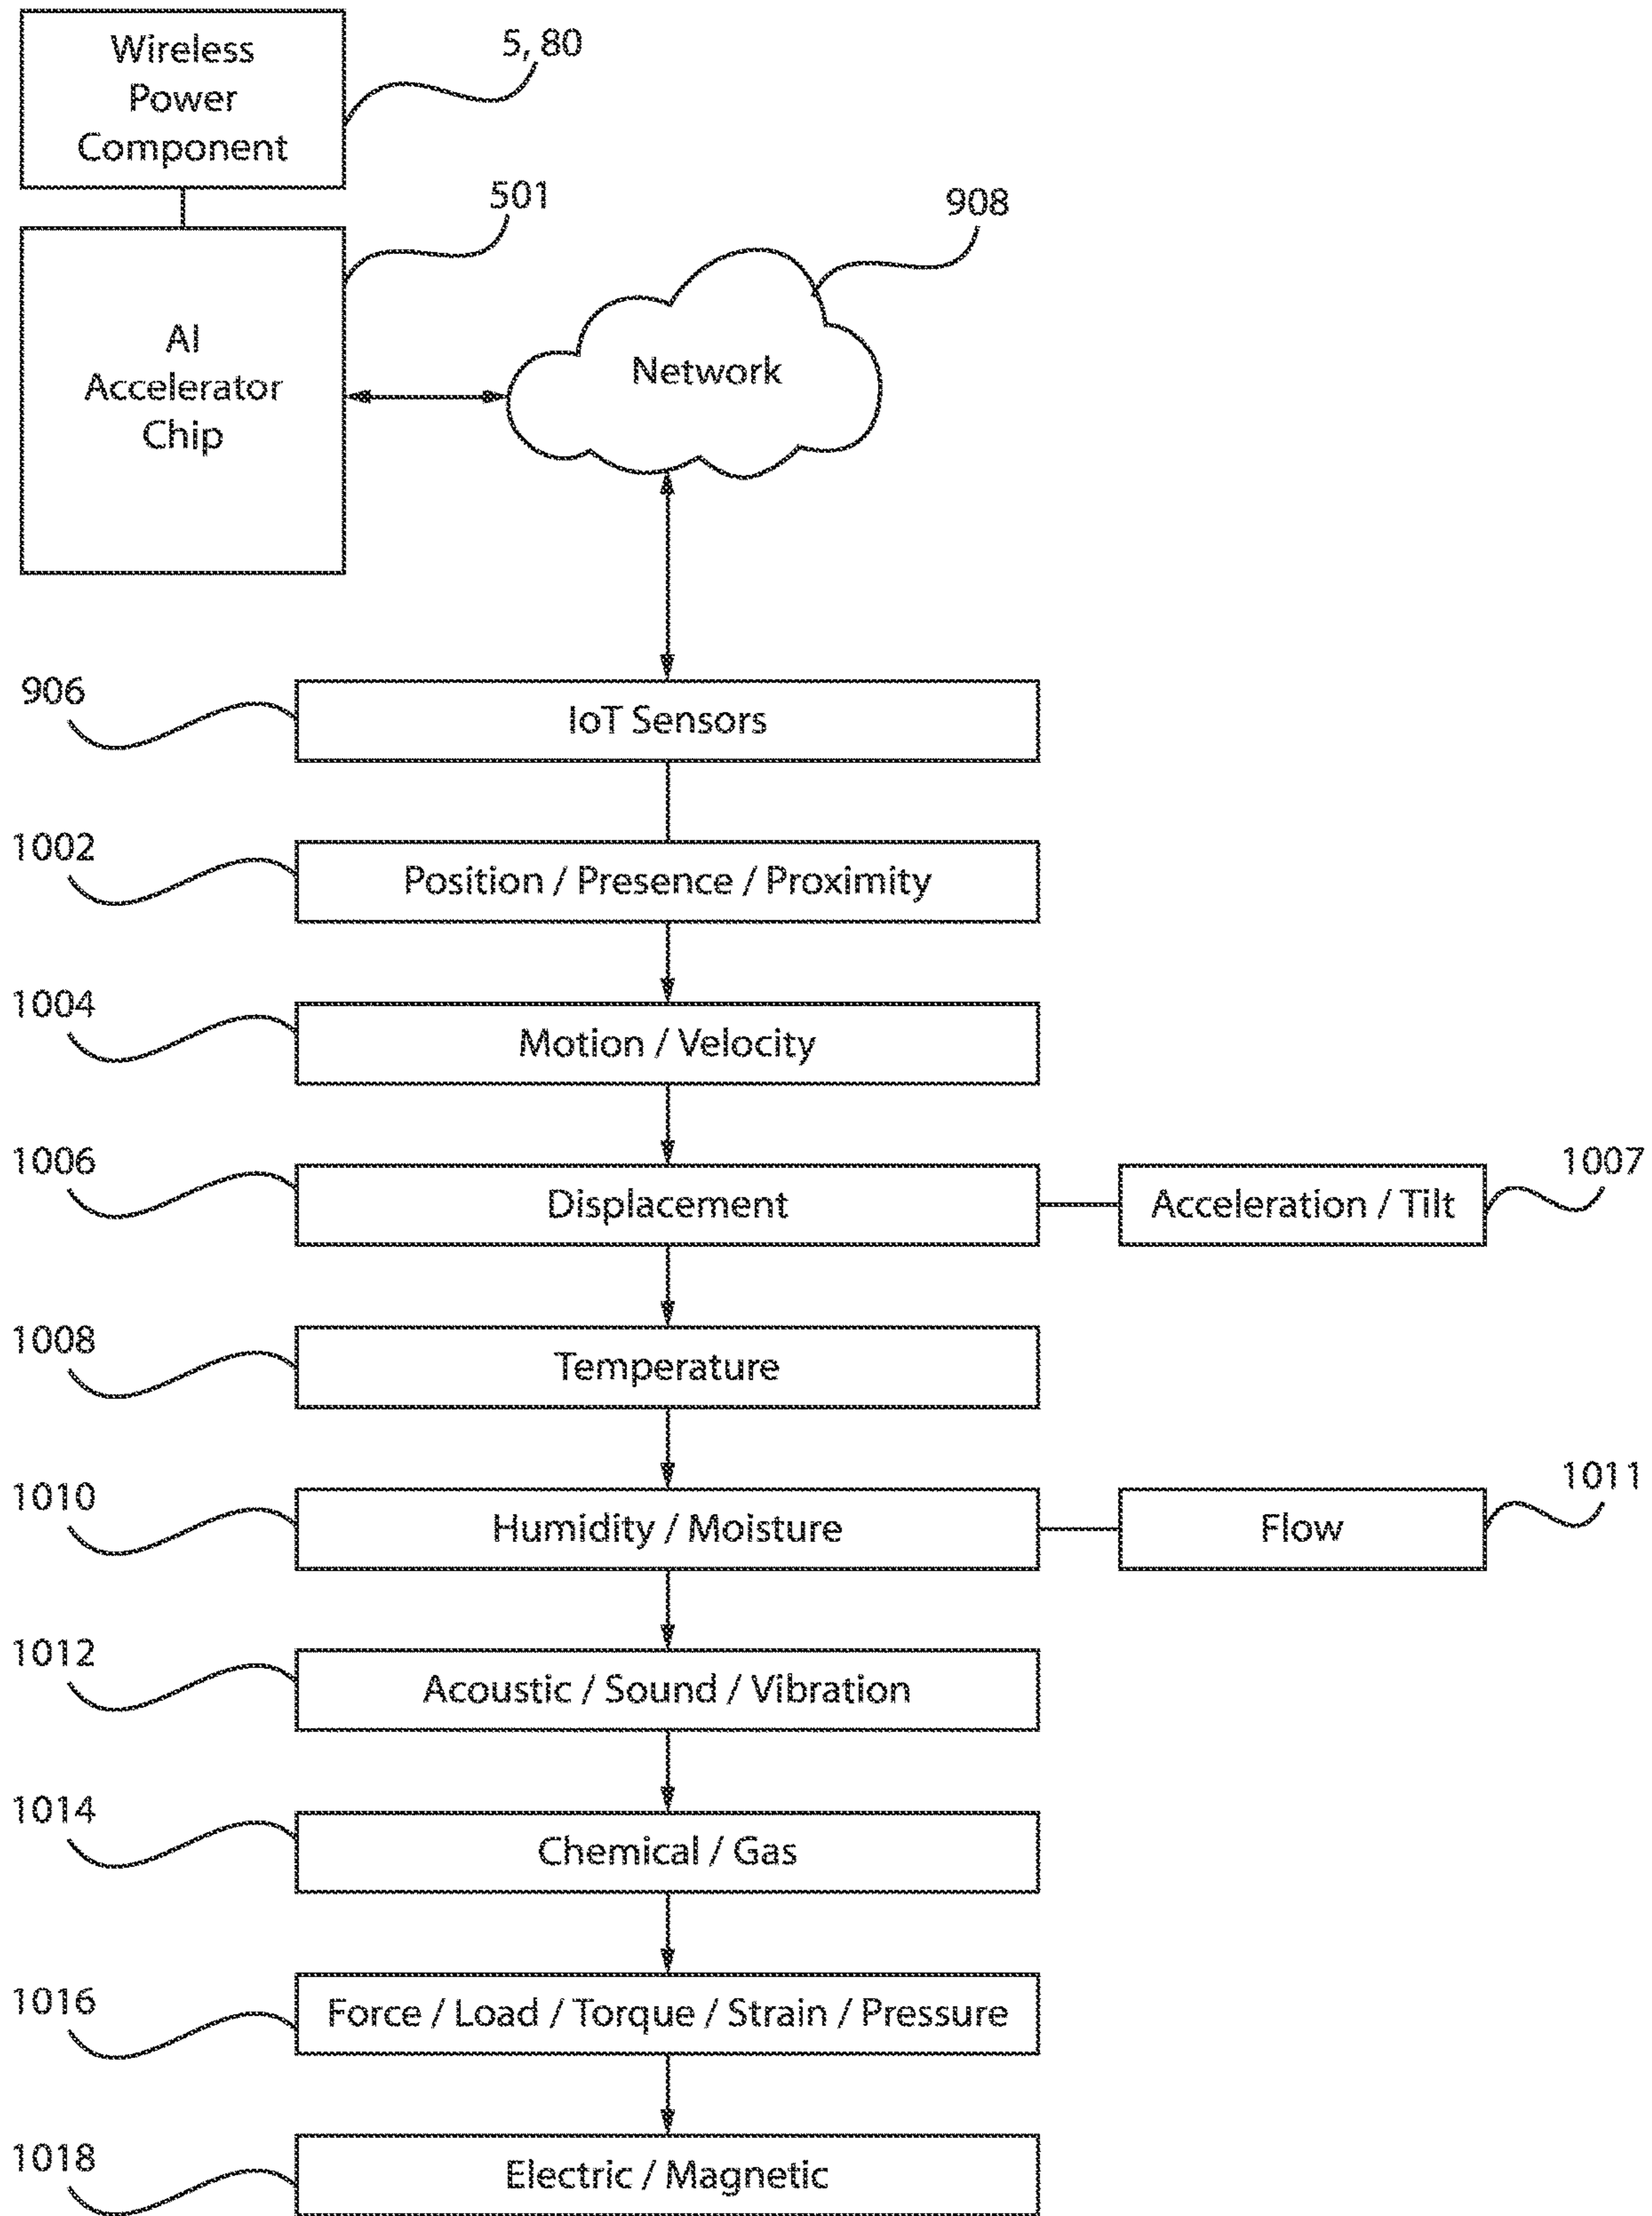 Wireless
Power
Component
5, 80
501
AI
Accelerator
Chip
908
Network
906
IoT Sensors
1002
Position / Presence / Proximity
1004
Motion / Velocity
1006
Displacement
Acceleration / Tilt
1007
1008
Temperature
1010
Humidity / Moisture
Flow
1011
1012
Acoustic / Sound / Vibration
1014
Chemical / Gas
1016
Force / Load / Torque / Strain / Pressure
1018
Electric / Magnetic